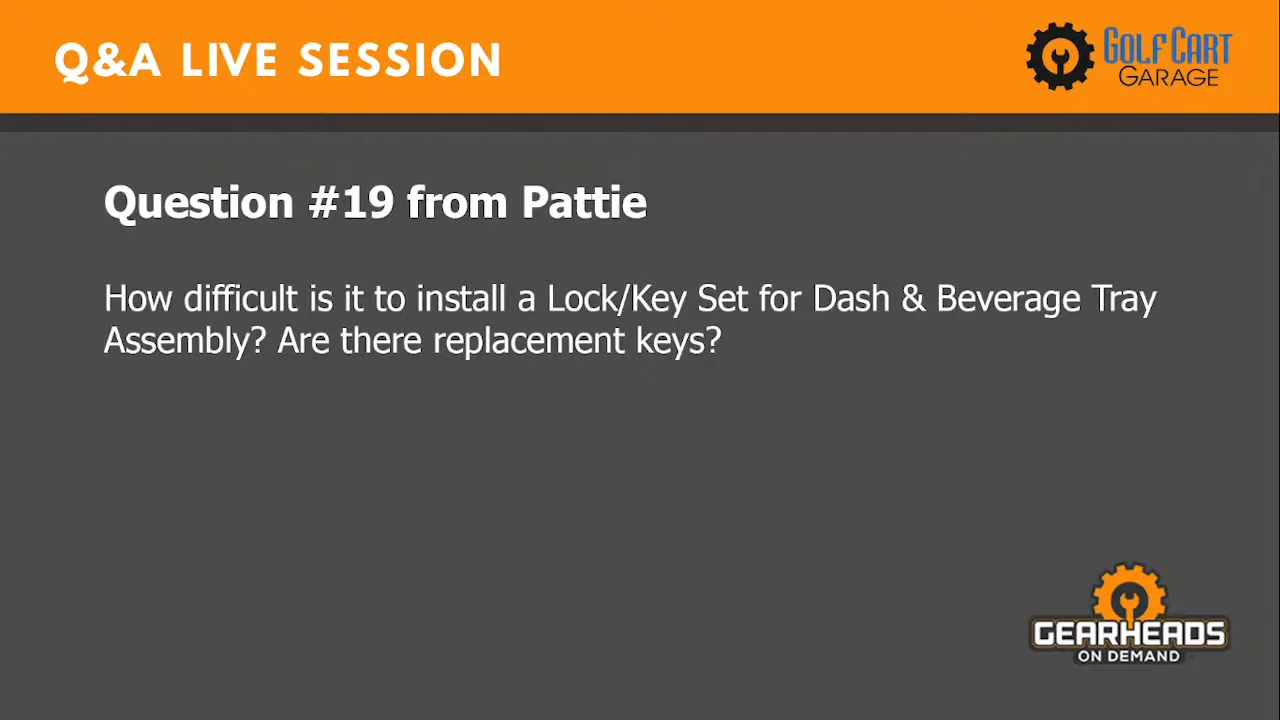 Q&A LIVE SESSION
GOLF CART
GARAGE
Question #19 from Pattie
How difficult is it to install a Lock/Key Set for Dash & Beverage Tray
Assembly? Are there replacement keys?
GEARHEADS
ON DEMAND